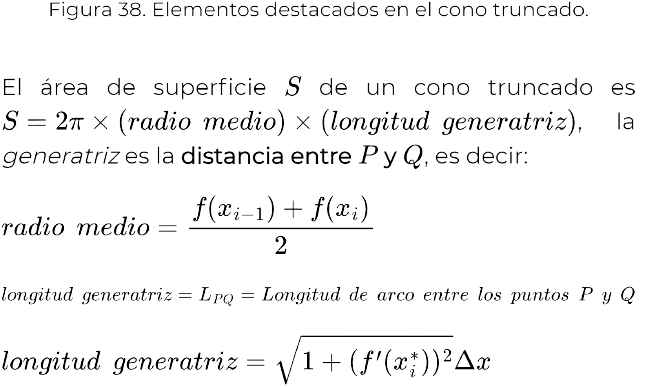 Figura 38. Elementos destacados en el cono truncado.
El área de superficie S de un cono truncado es
S = 2π × (radio medio) × (longitud generatriz), la
generatriz es la distancia entre P y Q, es decir:
radio medio = \frac{f(x_{i-1}) + f(x_i)}{2}
longitud generatriz = L_{PQ} = Longitud de arco entre los puntos P y Q
longitud generatriz = \sqrt{1 + (f'(x_i^*))^2} Δx